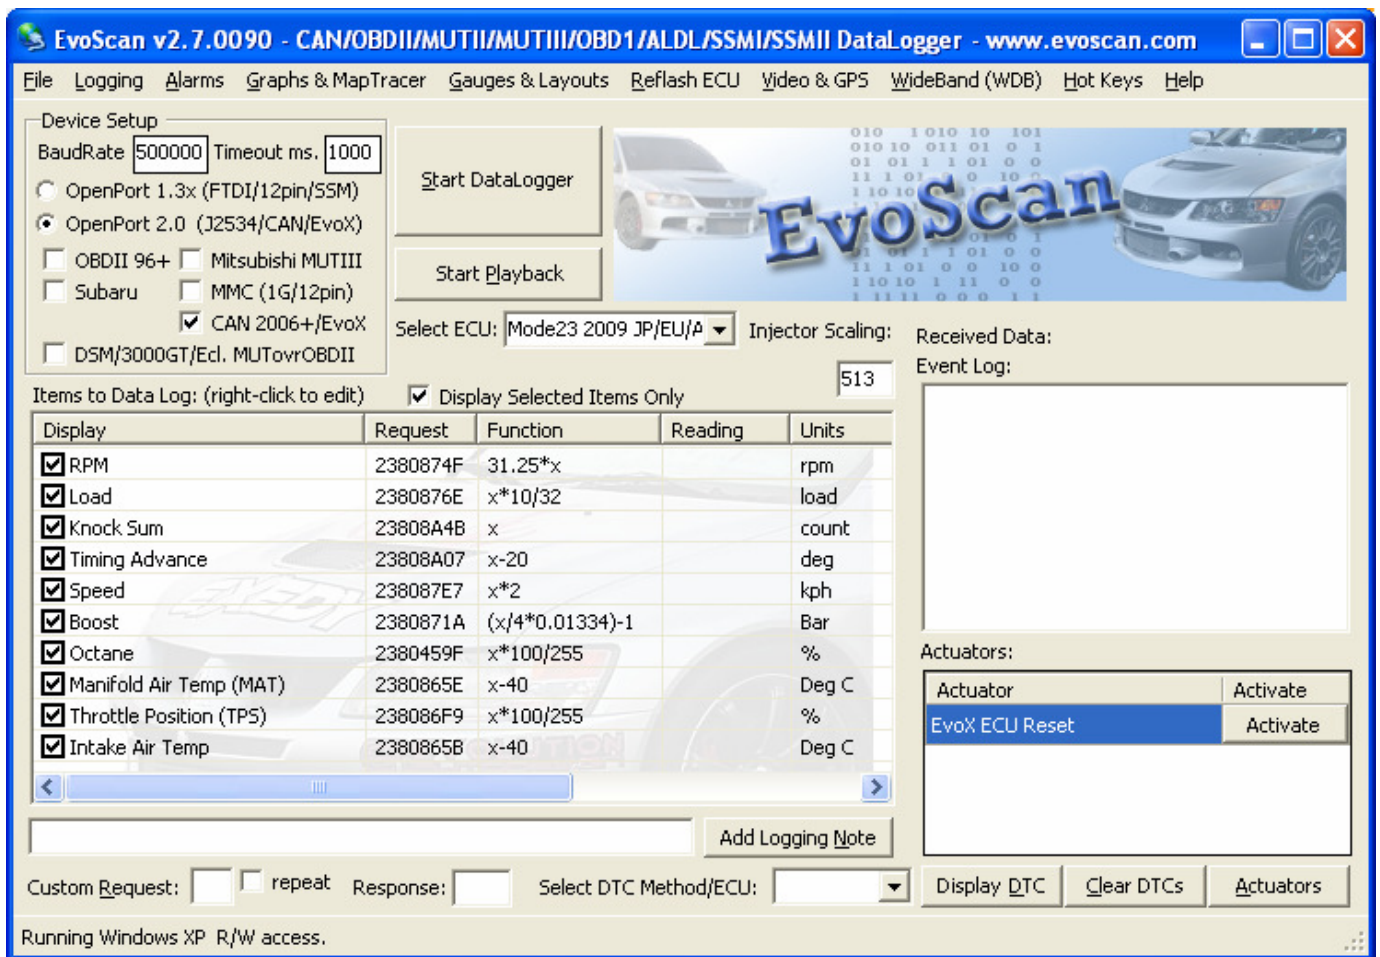 EvoScan v2.7.0090 - CAN/OBDII/MUTII/MUTIII/OBD1/ALDL/SSMI/SSMII DataLogger - www.evoscan.com
File Logging Alarms Graphs & MapTracer Gauges & Layouts Reflash ECU Video & GPS WideBand (WDB) Hot Keys Help
Device Setup
BaudRate 500000 Timeout ms. 1000
OpenPort 1.3x (FTDI/12pin/SSM)
OpenPort 2.0 (J2534/CAN/EvoX)
OBDII 96+ Mitsubishi MUTIII
Subaru MMC (1G/12pin)
CAN 2006+/EvoX
DSM/3000GT/Ecl. MUTovrOBDII
Start DataLogger
Start Playback
EvoScan
Select ECU: Mode23 2009 JP/EU/A Injector Scaling:
513
Received Data:
Event Log:
Items to Data Log: (right-click to edit) Display Selected Items Only
Display Request Function Reading Units
RPM 2380874F 31.25*x rpm
Load 2380876E x*10/32 load
Knock Sum 23808A4B x count
Timing Advance 23808A07 x-20 deg
Speed 238087E7 x*2 kph
Boost 2380871A (x/4*0.01334)-1 Bar
Octane 2380459F x*100/255 %
Manifold Air Temp (MAT) 2380865E x-40 Deg C
Throttle Position (TPS) 238086F9 x*100/255 %
Intake Air Temp 2380865B x-40 Deg C
Actuators:
Actuator Activate
EvoX ECU Reset Activate
Add Logging Note
Custom Request: repeat Response: Select DTC Method/ECU: Display DTC Clear DTCs Actuators
Running Windows XP R/W access.